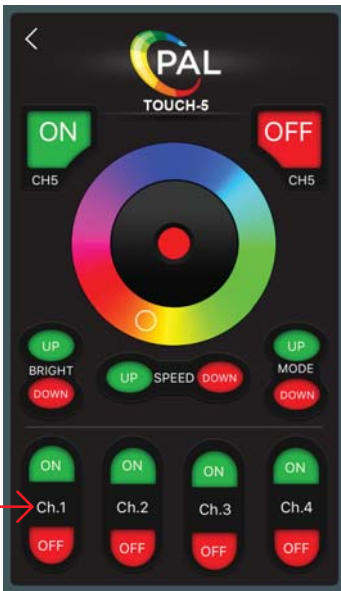 PAL
TOUCH-5
ON OFF
CH5 CH5
UP UP
BRIGHT UP SPEED DOWN MODE
DOWN DOWN
ON ON ON ON
Ch.1 Ch.2 Ch.3 Ch.4
OFF OFF OFF OFF